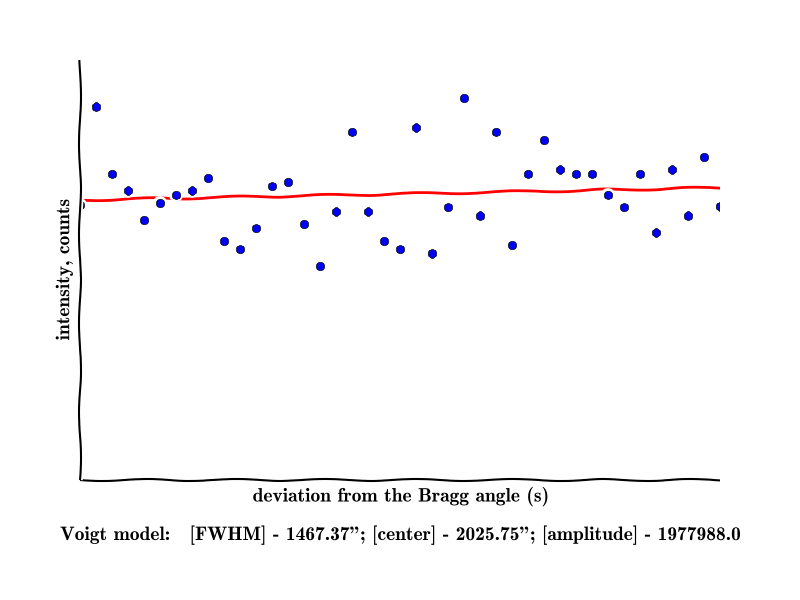 intensity, counts
deviation from the Bragg angle (s)
Voigt model: [FWHM] - 1467.37”; [center] - 2025.75”; [amplitude] - 1977988.0